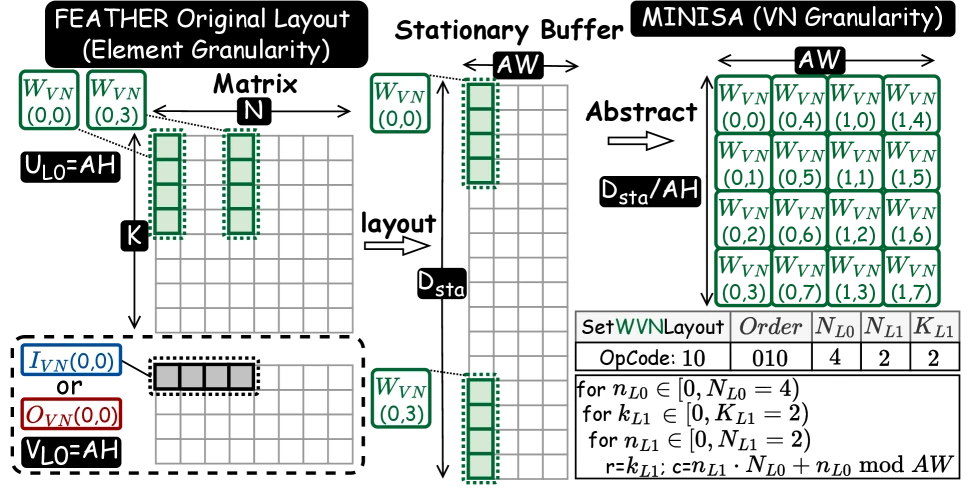 FEATHER Original Layout
(Element Granularity)
W_VN
(0,0)
W_VN
(0,3)
Matrix
N
U_L0=AH
K
I_VN(0,0)
or
O_VN(0,0)
V_L0=AH
layout
Stationary Buffer
AW
W_VN
(0,0)
D_sta
W_VN
(0,3)
Abstract
MINISA (VN Granularity)
AW
D_sta/AH
W_VN W_VN W_VN W_VN
(0,0) (0,4) (1,0) (1,4)
W_VN W_VN W_VN W_VN
(0,1) (0,5) (1,1) (1,5)
W_VN W_VN W_VN W_VN
(0,2) (0,6) (1,2) (1,6)
W_VN W_VN W_VN W_VN
(0,3) (0,7) (1,3) (1,7)
SetWVNLayout Order N_L0 N_L1 K_L1
OpCode: 10 010 4 2 2
for n_L0 ∈ [0, N_L0 = 4)
for k_L1 ∈ [0, K_L1 = 2)
for n_L1 ∈ [0, N_L1 = 2)
r=k_L1; c=n_L1 · N_L0 + n_L0 mod AW